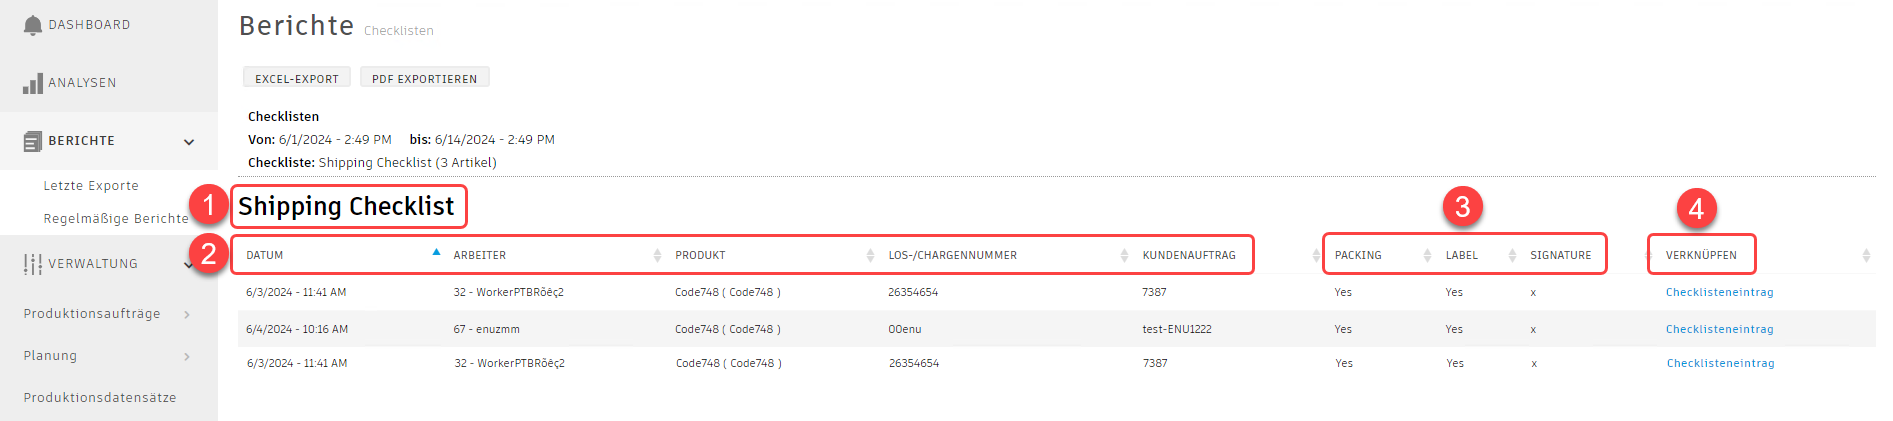 DASHBOARD
ANALYSEN
BERICHTE
Letzte Exporte
Regelmäßige Berichte
VERWALTUNG
Produktionsaufträge
Planung
Produktionsdatensätze
Berichte Checklisten
EXCEL-EXPORT PDF EXPORTIEREN
Checklisten
Von: 6/1/2024 - 2:49 PM bis: 6/14/2024 - 2:49 PM
Checkliste: Shipping Checklist (3 Artikel)
1 Shipping Checklist 3 4
2 DATUM ARBEITER PRODUKT LOS-/CHARGENNUMMER KUNDENAUFTRAG PACKING LABEL SIGNATURE VERKNÜPFEN
6/3/2024 - 11:41 AM 32 - WorkerPTBRõêç2 Code748 ( Code748 ) 26354654 7387 Yes Yes x Checklisteneintrag
6/4/2024 - 10:16 AM 67 - enuzmm Code748 ( Code748 ) 00enu test-ENU1222 Yes Yes x Checklisteneintrag
6/3/2024 - 11:41 AM 32 - WorkerPTBRõêç2 Code748 ( Code748 ) 26354654 7387 Yes Yes x Checklisteneintrag